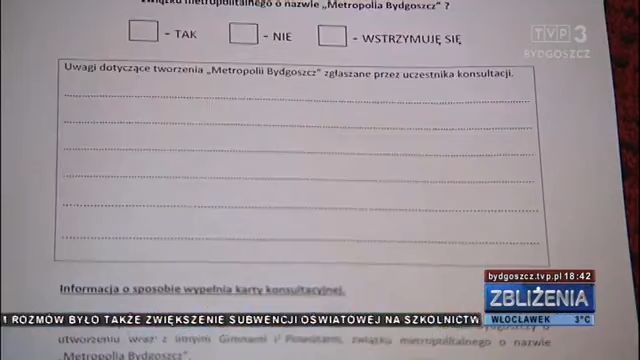 związku metropolitalnego o nazwie „Metropolia Bydgoszcz" ?
- TAK
- NIE
- WSTRZYMUJĘ SIĘ
TVP 3
BYDGOSZCZ
Uwagi dotyczące tworzenia „Metropolii Bydgoszcz" zgłaszane przez uczestnika konsultacji.
Informacja o sposobie wypełnia karty konsultacyjnej.
bydgoszcz.tvp.pl 18:42
ZBLIŻENIA
WŁOCŁAWEK 3°C
M ROZMÓW BYŁO TAKŻE ZWIĘKSZENIE SUBWENCJI OŚWIATOWEJ NA SZKOLNICTW
utworzeniu wraz z innymi Gminami i Powiatami, związku metropolitalnego o nazwie
„Metropolia Bydgoszcz"